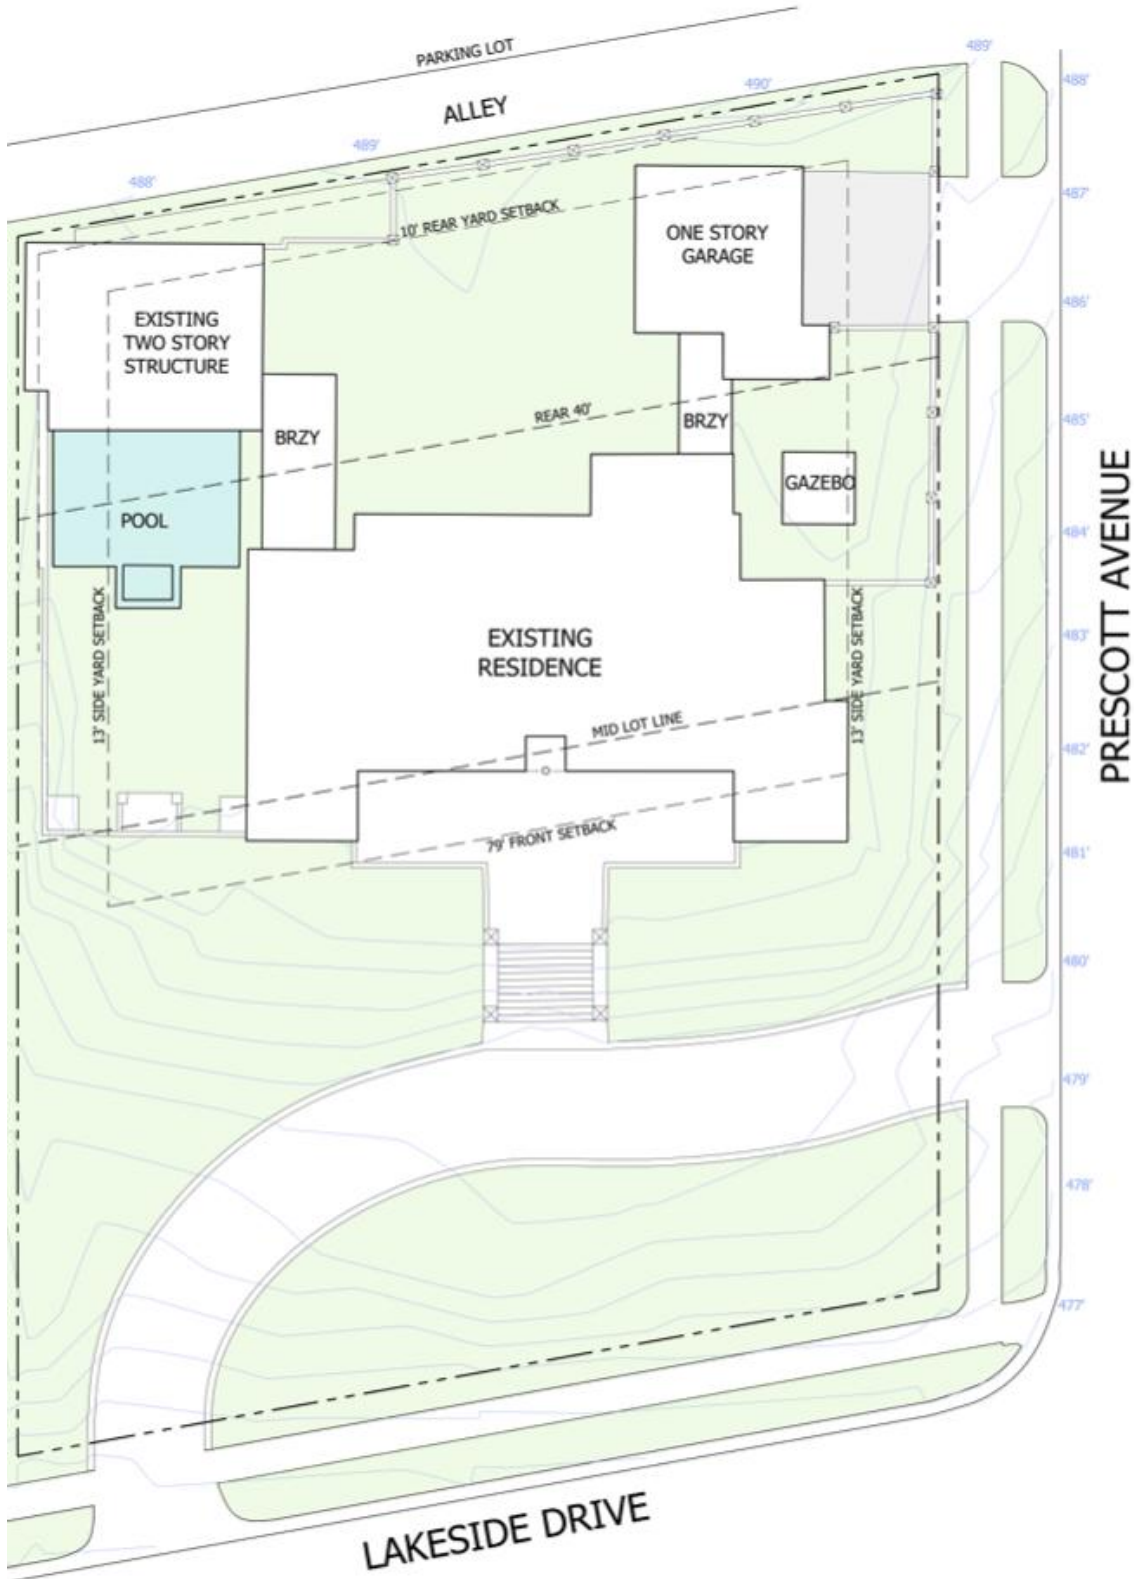 PARKING LOT
ALLEY
489'
490'
489'
488'
488'
10' REAR YARD SETBACK
487'
ONE STORY
GARAGE
486'
EXISTING
TWO STORY
STRUCTURE
REAR 40'
BRZY
BRZY
485'
GAZEBO
POOL
484'
13' SIDE YARD SETBACK
EXISTING
RESIDENCE
13' SIDE YARD SETBACK
483'
PRESCOTT AVENUE
MID LOT LINE
482'
79' FRONT SETBACK
481'
480'
479'
478'
477'
LAKESIDE DRIVE